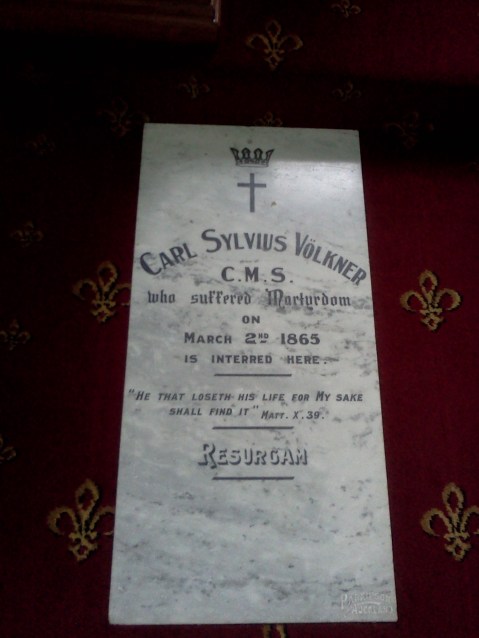 CARL SYLVIUS VÖLKNER
C.M.S.
who suffered Martyrdom
ON
MARCH 2ND 1865
IS INTERRED HERE.
"HE THAT LOSETH HIS LIFE FOR MY SAKE
SHALL FIND IT" MATT. X. 39.
RESURGAM